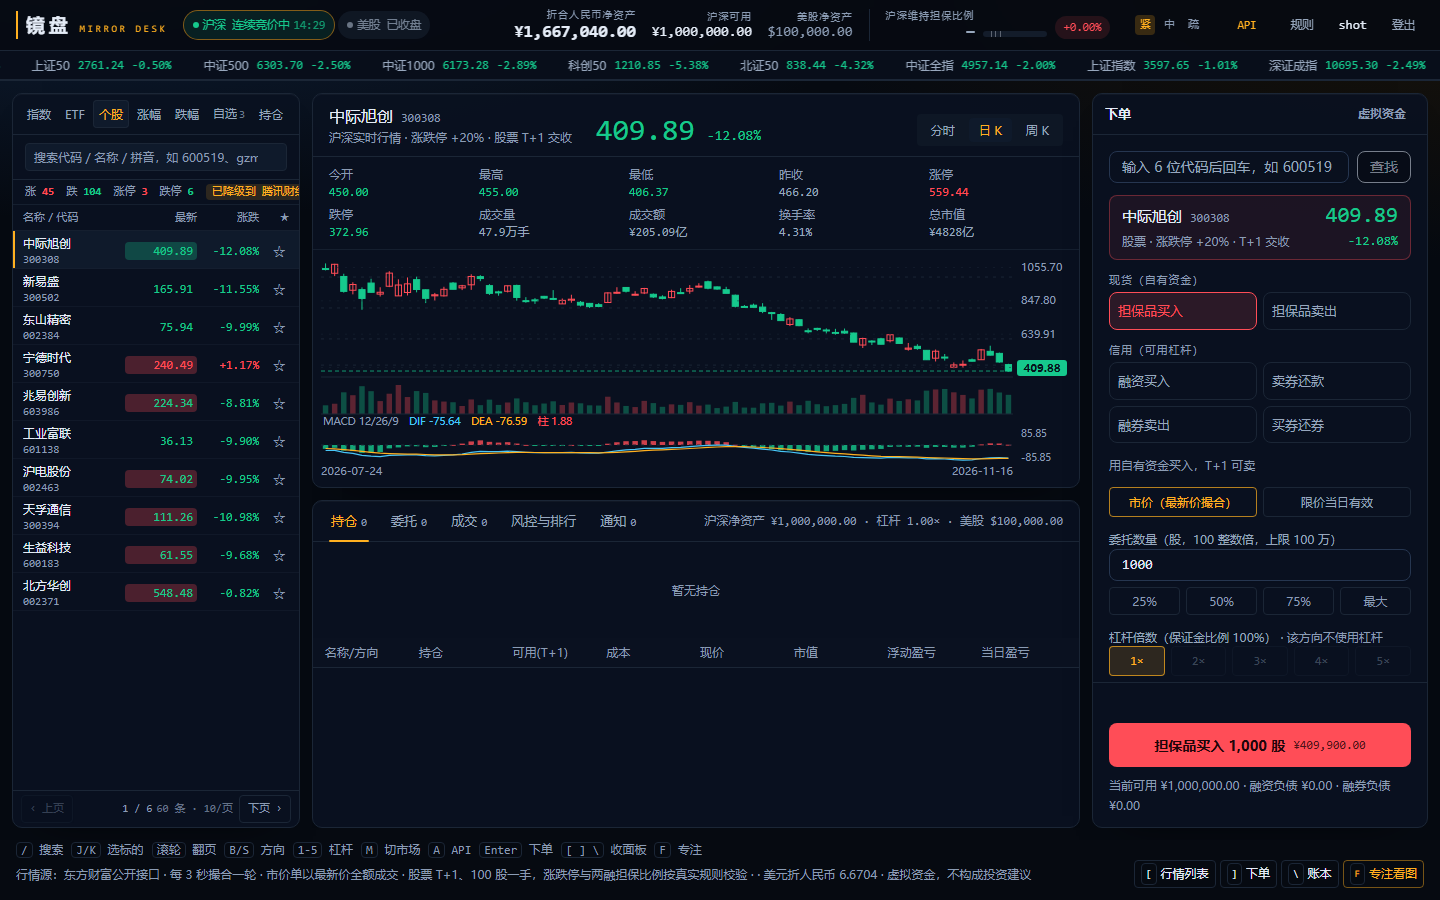 镜盘 MIRROR DESK
沪深 连续竞价中 14:29
美股 已收盘
折合人民币净资产
¥1,667,040.00
沪深可用
¥1,000,000.00
美股净资产
$100,000.00
沪深维持担保比例
—
+0.00%
紧 中 疏
API
规则
shot
登出
上证50 2761.24 -0.50%
中证500 6303.70 -2.50%
中证1000 6173.28 -2.89%
科创50 1210.85 -5.38%
北证50 838.44 -4.32%
中证全指 4957.14 -2.00%
上证指数 3597.65 -1.01%
深证成指 10695.30 -2.49%
指数 ETF 个股 涨幅 跌幅 自选 3 持仓
搜索代码 / 名称 / 拼音，如 600519、gzm
涨 45 跌 104 涨停 3 跌停 6 已降级到 腾讯财经
名称 / 代码 最新 涨跌 ★
中际旭创 409.89 -12.08% ☆
300308
新易盛 165.91 -11.55% ☆
300502
东山精密 75.94 -9.99% ☆
002384
宁德时代 240.49 +1.17% ☆
300750
兆易创新 224.34 -8.81% ☆
603986
工业富联 36.13 -9.90% ☆
601138
沪电股份 74.02 -9.95% ☆
002463
天孚通信 111.26 -10.98% ☆
300394
生益科技 61.55 -9.68% ☆
600183
北方华创 548.48 -0.82% ☆
002371
‹ 上页 1 / 6 60 条 · 10/页 下页 ›
中际旭创 300308
沪深实时行情 · 涨跌停 +20% · 股票 T+1 交收
409.89 -12.08%
分时 日 K 周 K
今开 最高 最低 昨收 涨停
450.00 455.00 406.37 466.20 559.44
跌停 成交量 成交额 换手率 总市值
372.96 47.9万手 ¥205.09亿 4.31% ¥4828亿
1055.70
847.80
639.91
409.88
MACD 12/26/9 DIF -75.64 DEA -76.59 柱 1.88
85.85
-85.85
2026-07-24 2026-11-16
持仓 0 委托 0 成交 0 风控与排行 通知 0
沪深净资产 ¥1,000,000.00 · 杠杆 1.00× · 美股 $100,000.00
暂无持仓
名称/方向 持仓 可用(T+1) 成本 现价 市值 浮动盈亏 当日盈亏
下单 虚拟资金
输入 6 位代码后回车，如 600519 查找
中际旭创 300308 409.89
股票 · 涨跌停 +20% · T+1 交收 -12.08%
现货（自有资金）
担保品买入 担保品卖出
信用（可用杠杆）
融资买入 卖券还款
融券卖出 买券还券
用自有资金买入，T+1 可卖
市价（最新价撮合） 限价当日有效
委托数量（股，100 整数倍，上限 100 万）
1000
25% 50% 75% 最大
杠杆倍数（保证金比例 100%） · 该方向不使用杠杆
1× 2× 3× 4× 5×
担保品买入 1,000 股 ¥409,900.00
当前可用 ¥1,000,000.00 · 融资负债 ¥0.00 · 融券负债
¥0.00
/ 搜索 J/K 选标的 滚轮 翻页 B/S 方向 1-5 杠杆 M 切市场 A API Enter 下单 [ ] \ 收面板 F 专注
行情源：东方财富公开接口 · 每 3 秒撮合一轮 · 市价单以最新价全额成交 · 股票 T+1、100 股一手，涨跌停与两融担保比例按真实规则校验 · · 美元折人民币 6.6704 · 虚拟资金，不构成投资建议
[ 行情列表 ] 下单 \ 账本 F 专注看图